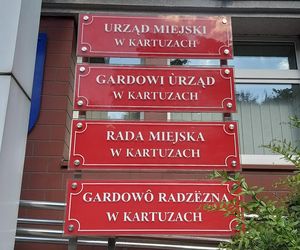 URZĄD MIEJSKI
W KARTUZACH
GARDOWI ÙRZĄD
W KARTUZACH
RADA MIEJSKA
W KARTUZACH
GARDOWÔ RADZËZNA
W KARTUZACH